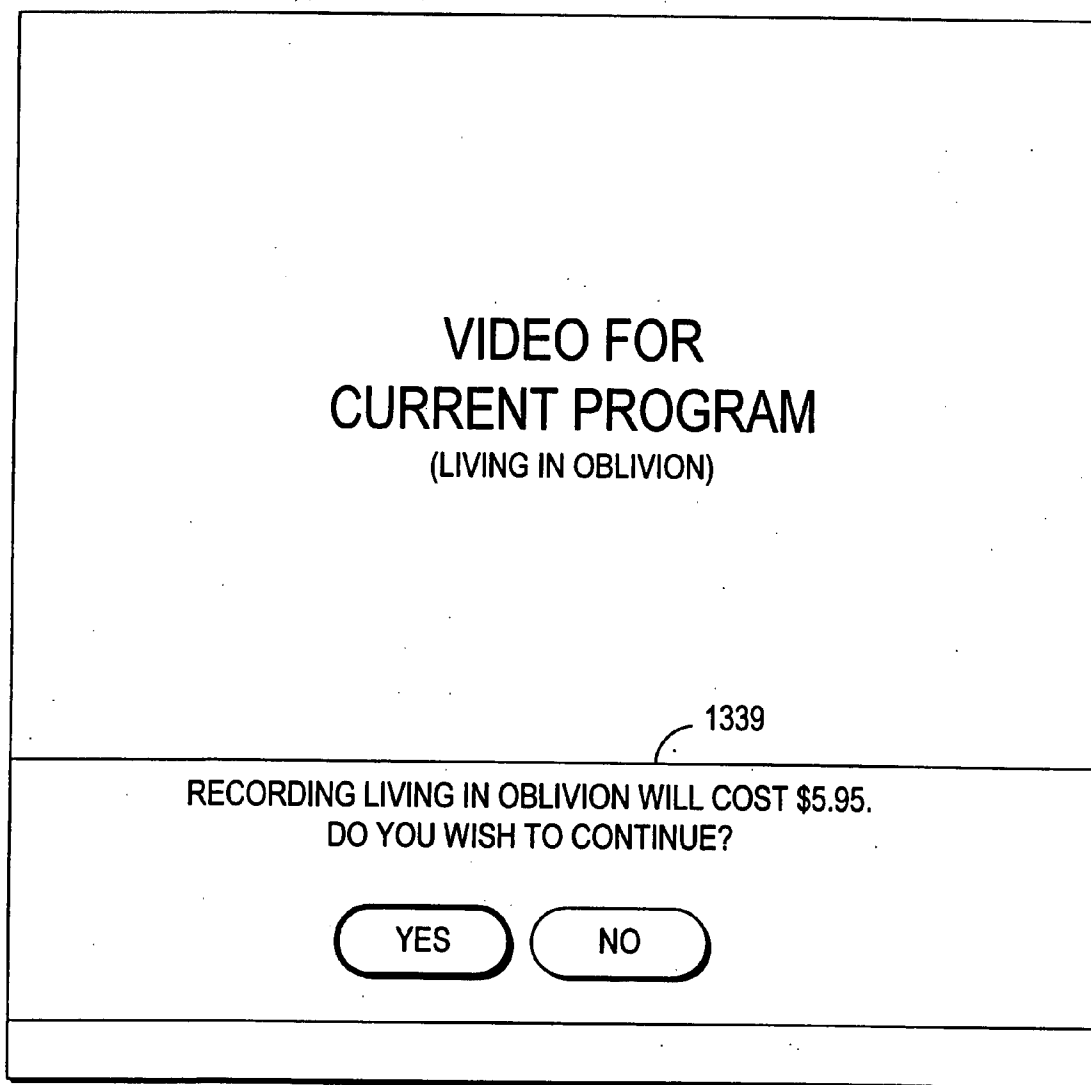 VIDEO FOR
CURRENT PROGRAM
(LIVING IN OBLIVION)
1339
RECORDING LIVING IN OBLIVION WILL COST $5.95.
DO YOU WISH TO CONTINUE?
YES NO